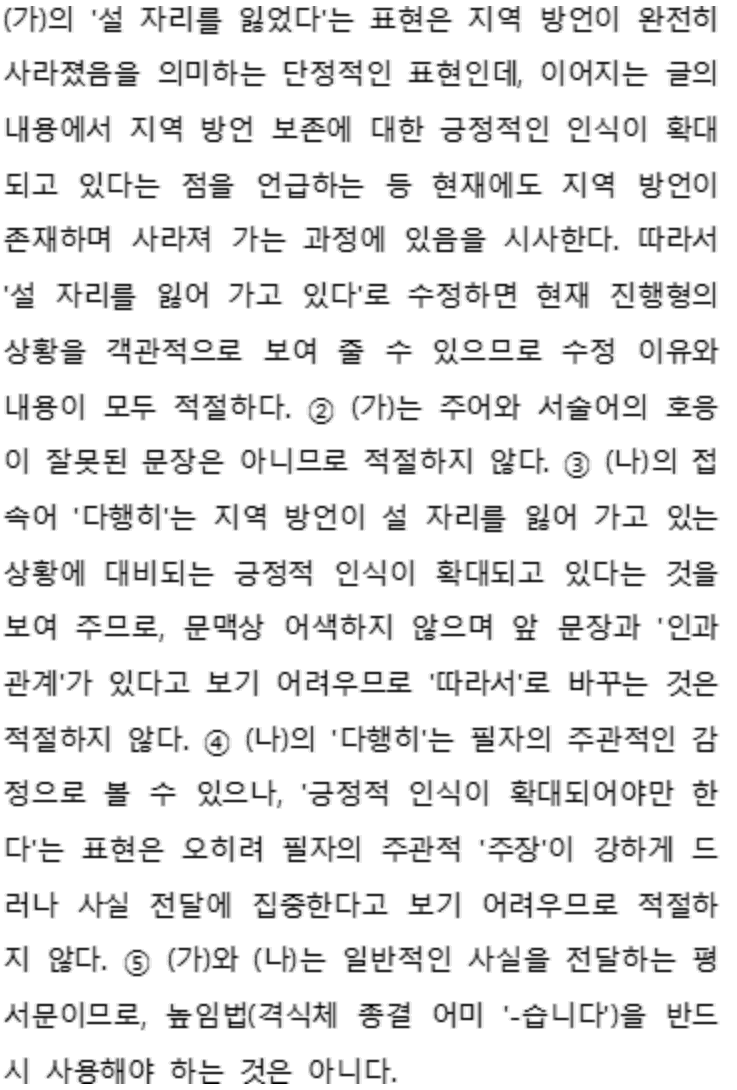 (가)의 '설 자리를 잃었다'는 표현은 지역 방언이 완전히
사라졌음을 의미하는 단정적인 표현인데, 이어지는 글의
내용에서 지역 방언 보존에 대한 긍정적인 인식이 확대
되고 있다는 점을 언급하는 등 현재에도 지역 방언이
존재하며 사라져 가는 과정에 있음을 시사한다. 따라서
'설 자리를 잃어 가고 있다'로 수정하면 현재 진행형의
상황을 객관적으로 보여 줄 수 있으므로 수정 이유와
내용이 모두 적절하다. ② (가)는 주어와 서술어의 호응
이 잘못된 문장은 아니므로 적절하지 않다. ③ (나)의 접
속어 '다행히'는 지역 방언이 설 자리를 잃어 가고 있는
상황에 대비되는 긍정적 인식이 확대되고 있다는 것을
보여 주므로, 문맥상 어색하지 않으며 앞 문장과 '인과
관계'가 있다고 보기 어려우므로 '따라서'로 바꾸는 것은
적절하지 않다. ④ (나)의 '다행히'는 필자의 주관적인 감
정으로 볼 수 있으나, '긍정적 인식이 확대되어야만 한
다'는 표현은 오히려 필자의 주관적 '주장'이 강하게 드
러나 사실 전달에 집중한다고 보기 어려우므로 적절하
지 않다. ⑤ (가)와 (나)는 일반적인 사실을 전달하는 평
서문이므로, 높임법(격식체 종결 어미 '-습니다')을 반드
시 사용해야 하는 것은 아니다.